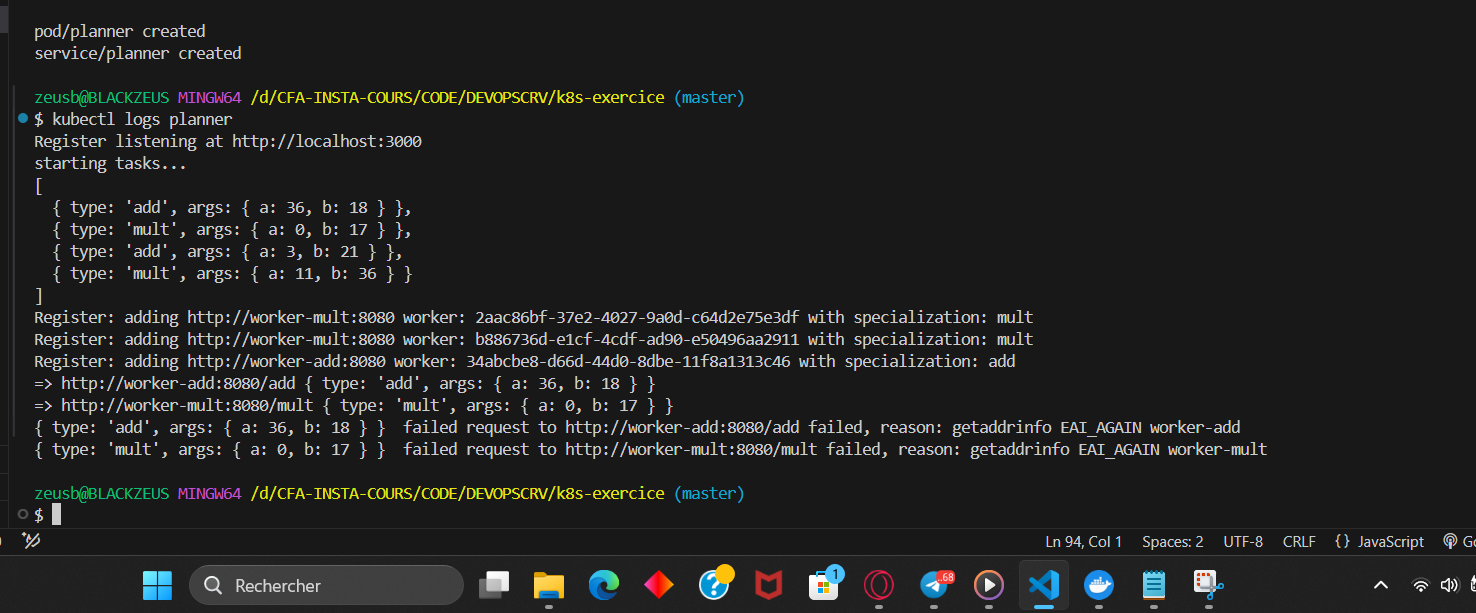 pod/planner created
service/planner created
zeusb@BLACKZEUS MINGW64 /d/CFA-INSTA-COURS/CODE/DEVOPSCRV/k8s-exercice (master)
$ kubectl logs planner
Register listening at http://localhost:3000
starting tasks...
[
  { type: 'add', args: { a: 36, b: 18 } },
  { type: 'mult', args: { a: 0, b: 17 } },
  { type: 'add', args: { a: 3, b: 21 } },
  { type: 'mult', args: { a: 11, b: 36 } }
]
Register: adding http://worker-mult:8080 worker: 2aac86bf-37e2-4027-9a0d-c64d2e75e3df with specialization: mult
Register: adding http://worker-mult:8080 worker: b886736d-e1cf-4cdf-ad90-e50496aa2911 with specialization: mult
Register: adding http://worker-add:8080 worker: 34abcbe8-d66d-44d0-8dbe-11f8a1313c46 with specialization: add
=> http://worker-add:8080/add { type: 'add', args: { a: 36, b: 18 } }
=> http://worker-mult:8080/mult { type: 'mult', args: { a: 0, b: 17 } }
{ type: 'add', args: { a: 36, b: 18 } }  failed request to http://worker-add:8080/add failed, reason: getaddrinfo EAI_AGAIN worker-add
{ type: 'mult', args: { a: 0, b: 17 } }  failed request to http://worker-mult:8080/mult failed, reason: getaddrinfo EAI_AGAIN worker-mult
zeusb@BLACKZEUS MINGW64 /d/CFA-INSTA-COURS/CODE/DEVOPSCRV/k8s-exercice (master)
$
Ln 94, Col 1 Spaces: 2 UTF-8 CRLF {} JavaScript Go
Rechercher 1 .68